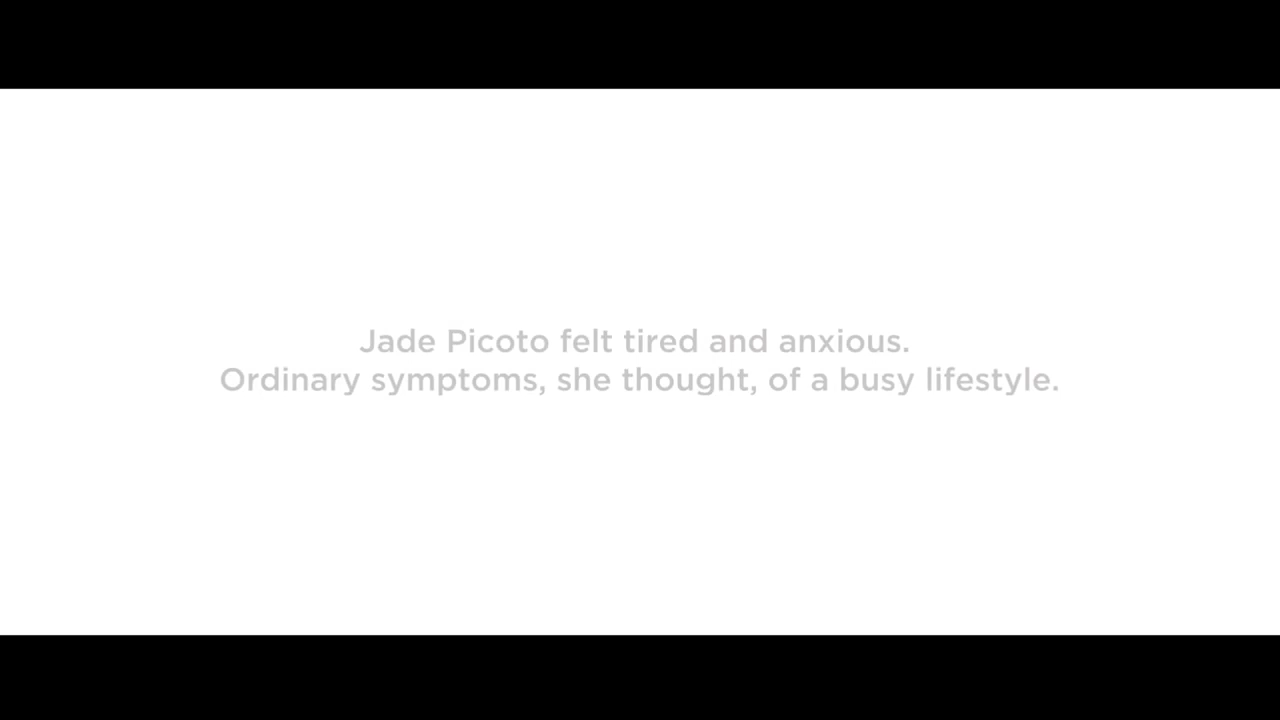 Jade Picoto felt tired and anxious.
Ordinary symptoms, she thought, of a busy lifestyle.